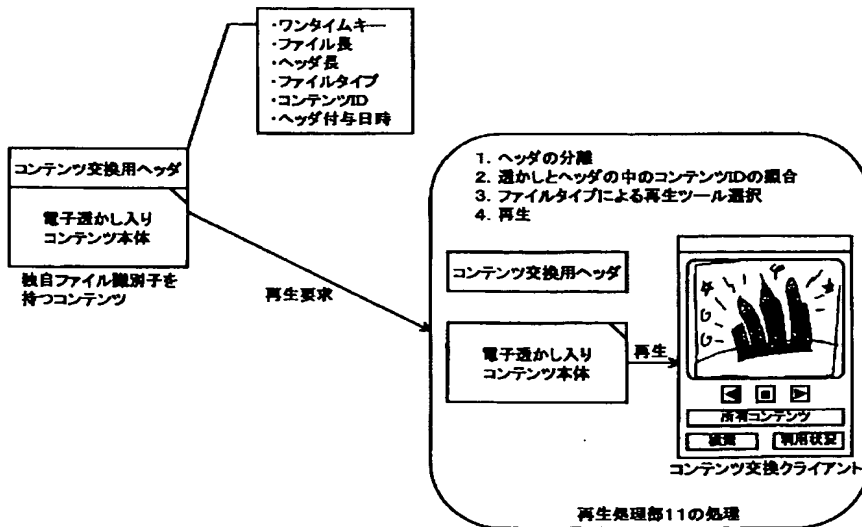 ・ワンタイムキー
・ファイル長
・ヘッダ長
・ファイルタイプ
・コンテンツID
・ヘッダ付与日時
コンテンツ交換用ヘッダ
電子透かし入り
コンテンツ本体
独自ファイル識別子を
持つコンテンツ
再生要求
1. ヘッダの分離
2. 透かしとヘッダの中のコンテンツIDの照合
3. ファイルタイプによる再生ツール選択
4. 再生
コンテンツ交換用ヘッダ
電子透かし入り
コンテンツ本体
再生
所有コンテンツ
利用状況
コンテンツ交換クライアント
再生処理部11の処理